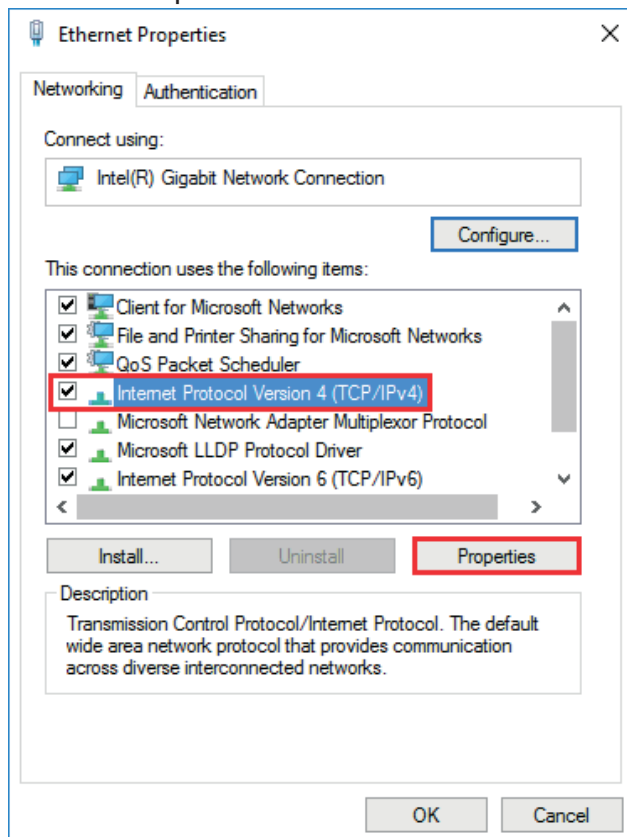 Ethernet Properties
Networking
Authentication
Connect using:
Intel(R) Gigabit Network Connection
Configure...
This connection uses the following items:
Client for Microsoft Networks
File and Printer Sharing for Microsoft Networks
QoS Packet Scheduler
Internet Protocol Version 4 (TCP/IPv4)
Microsoft Network Adapter Multiplexor Protocol
Microsoft LLDP Protocol Driver
Internet Protocol Version 6 (TCP/IPv6)
Install...
Uninstall
Properties
Description
Transmission Control Protocol/Internet Protocol. The default
wide area network protocol that provides communication
across diverse interconnected networks.
OK
Cancel